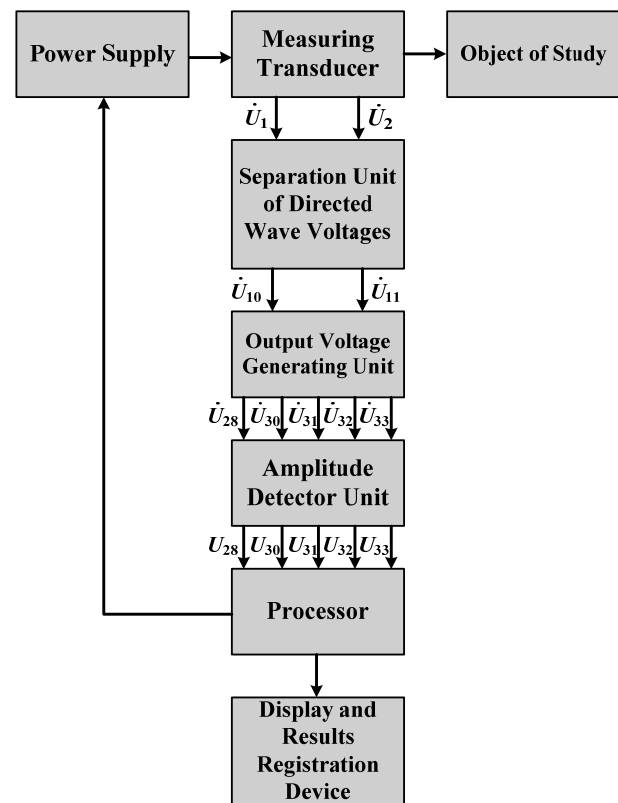 Power Supply
Measuring
Transducer
Object of Study
U̇1
U̇2
Separation Unit
of Directed
Wave Voltages
U̇10
U̇11
Output Voltage
Generating Unit
U̇28 U̇30 U̇31 U̇32 U̇33
Amplitude
Detector Unit
U28 U30 U31 U32 U33
Processor
Display and
Results
Registration
Device